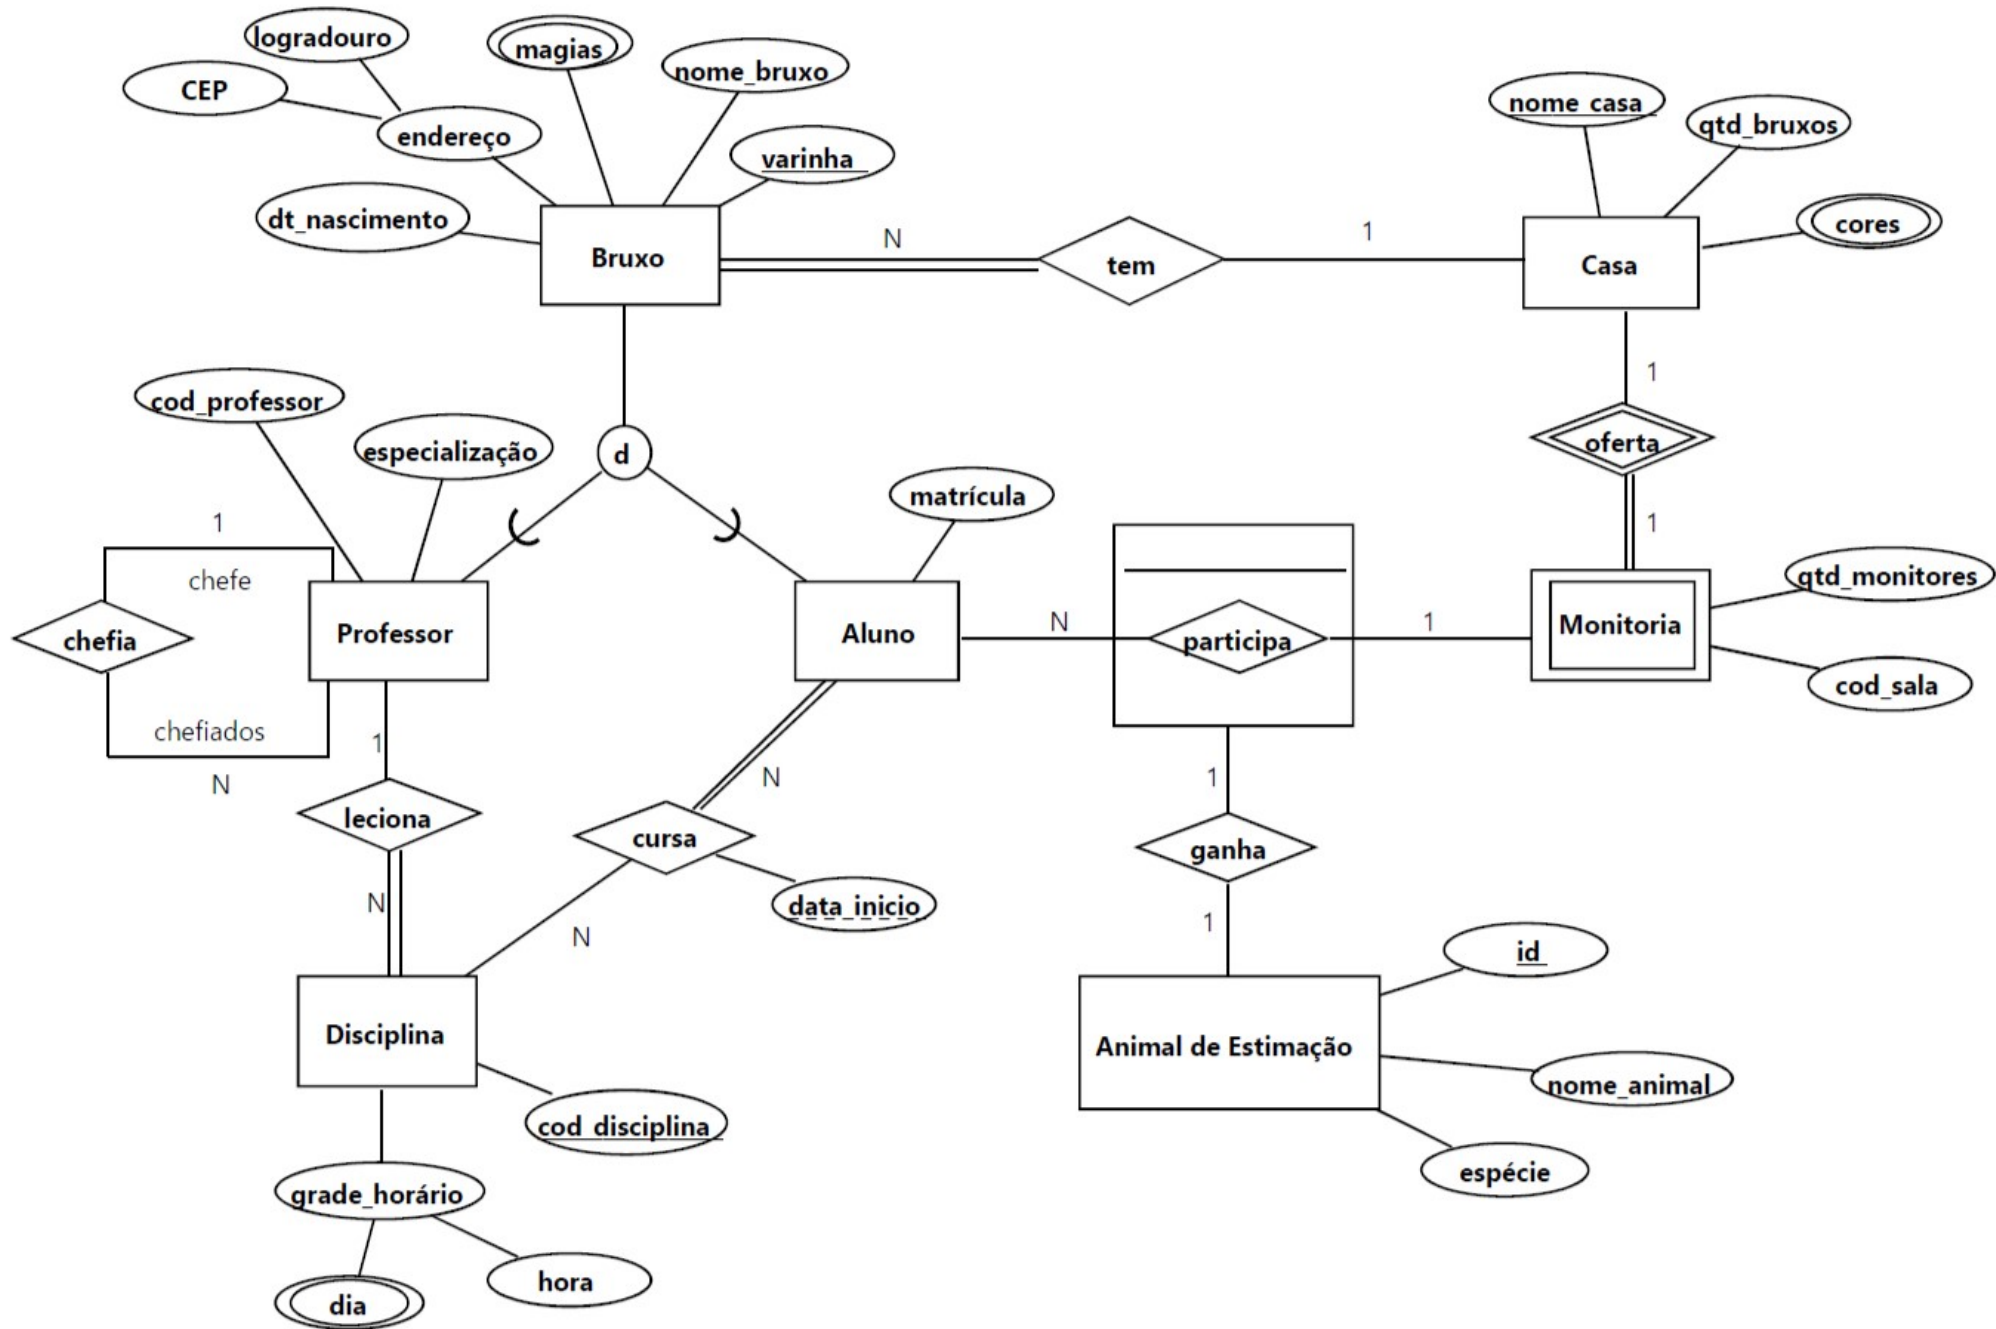 logradouro
magias
nome_bruxo
CEP
endereço
varinha
dt_nascimento
Bruxo
N
tem
1
nome_casa
qtd_bruxos
cores
Casa
1
oferta
1
cod_professor
especialização
d
matrícula
1
chefe
chefia
chefiados
N
Professor
Aluno
N
participa
1
Monitoria
qtd_monitores
cod_sala
1
leciona
N
N
cursa
data_inicio
N
1
ganha
1
Disciplina
cod_disciplina
grade_horário
hora
dia
Animal de Estimação
id
nome_animal
espécie